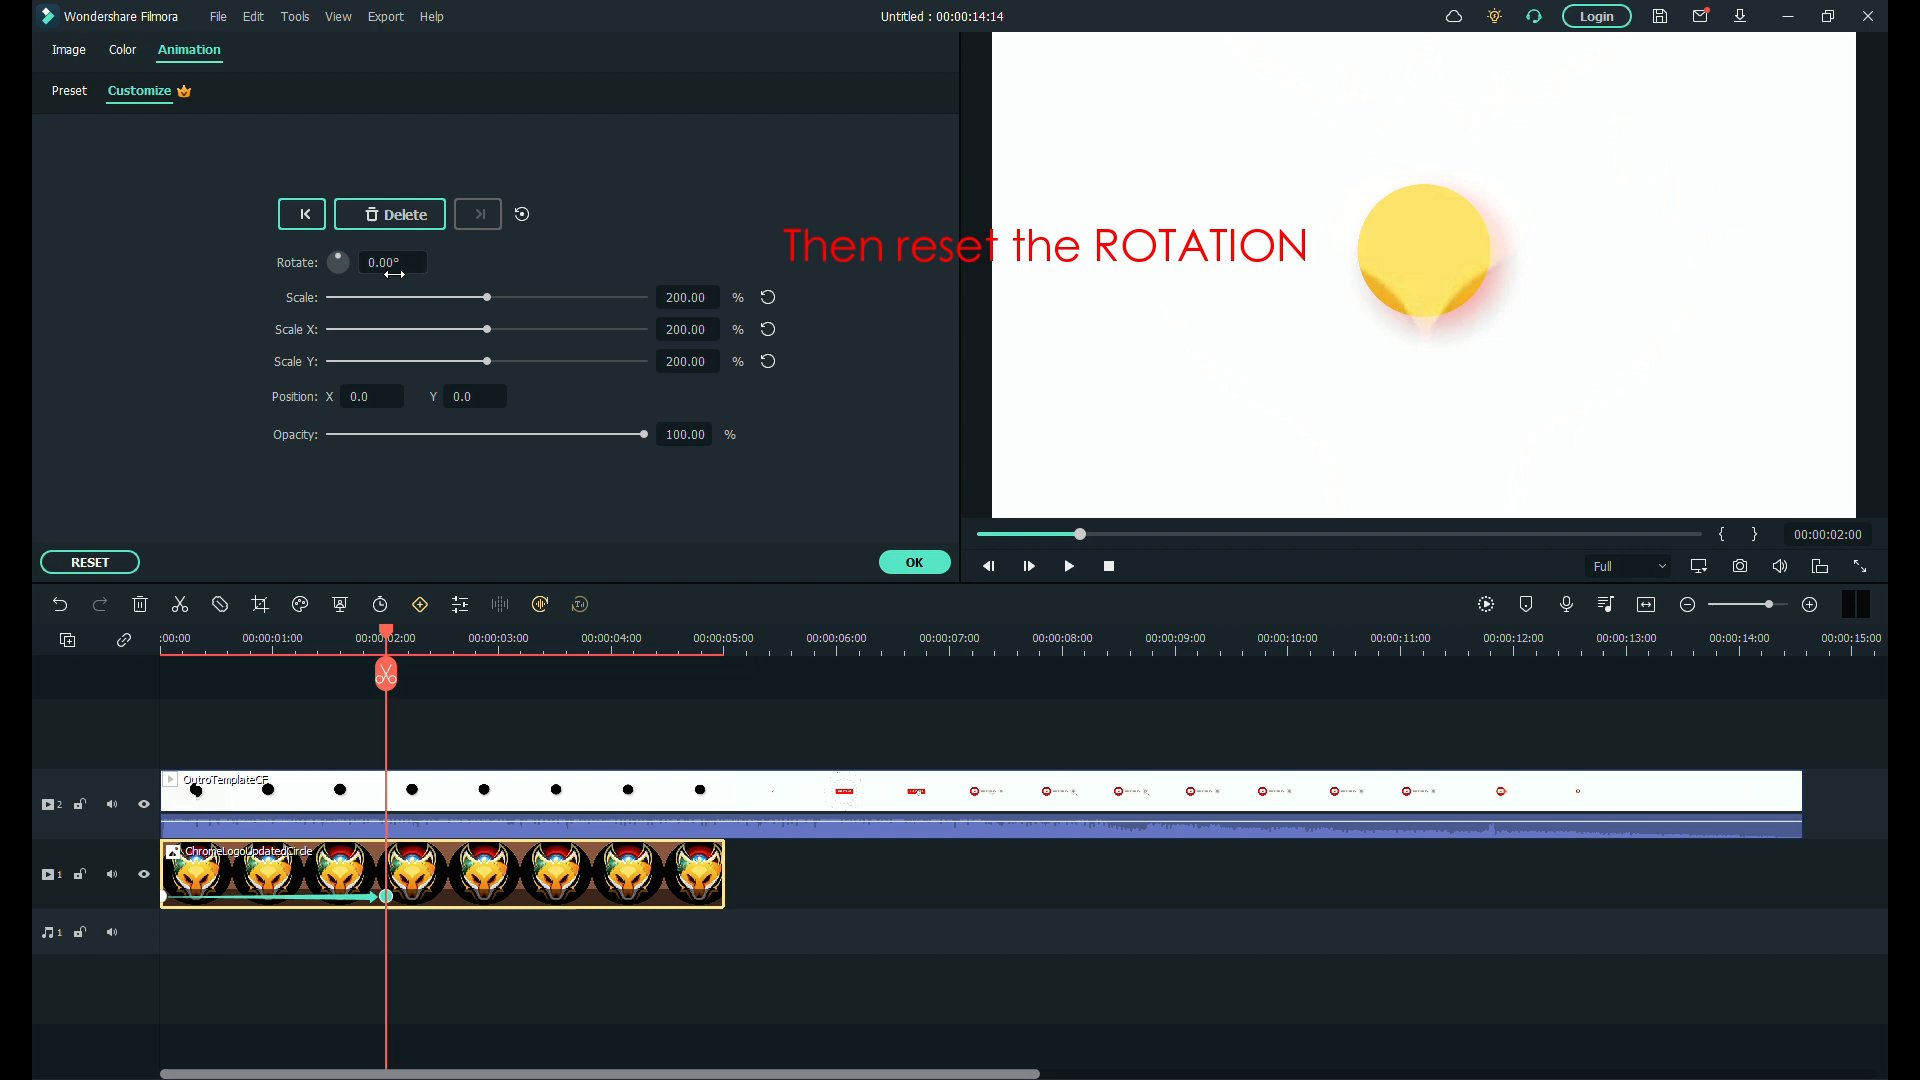 Wondershare Filmora File Edit Tools View Export Help Untitled : 00:00:14:14 Login
Image Color Animation
Preset Customize
Delete
Then reset the ROTATION
Rotate: 0.00°
Scale: 200.00 %
Scale X: 200.00 %
Scale Y: 200.00 %
Position: X 0.0 Y 0.0
Opacity: 100.00 %
{ } 00:00:02:00
RESET OK Full
:00:00 00:00:01:00 00:00:02:00 00:00:03:00 00:00:04:00 00:00:05:00 00:00:06:00 00:00:07:00 00:00:08:00 00:00:09:00 00:00:10:00 00:00:11:00 00:00:12:00 00:00:13:00 00:00:14:00 00:00:15:00
OutroTemplateCF
2
ChromeLogoUpdatedCircle
1
1